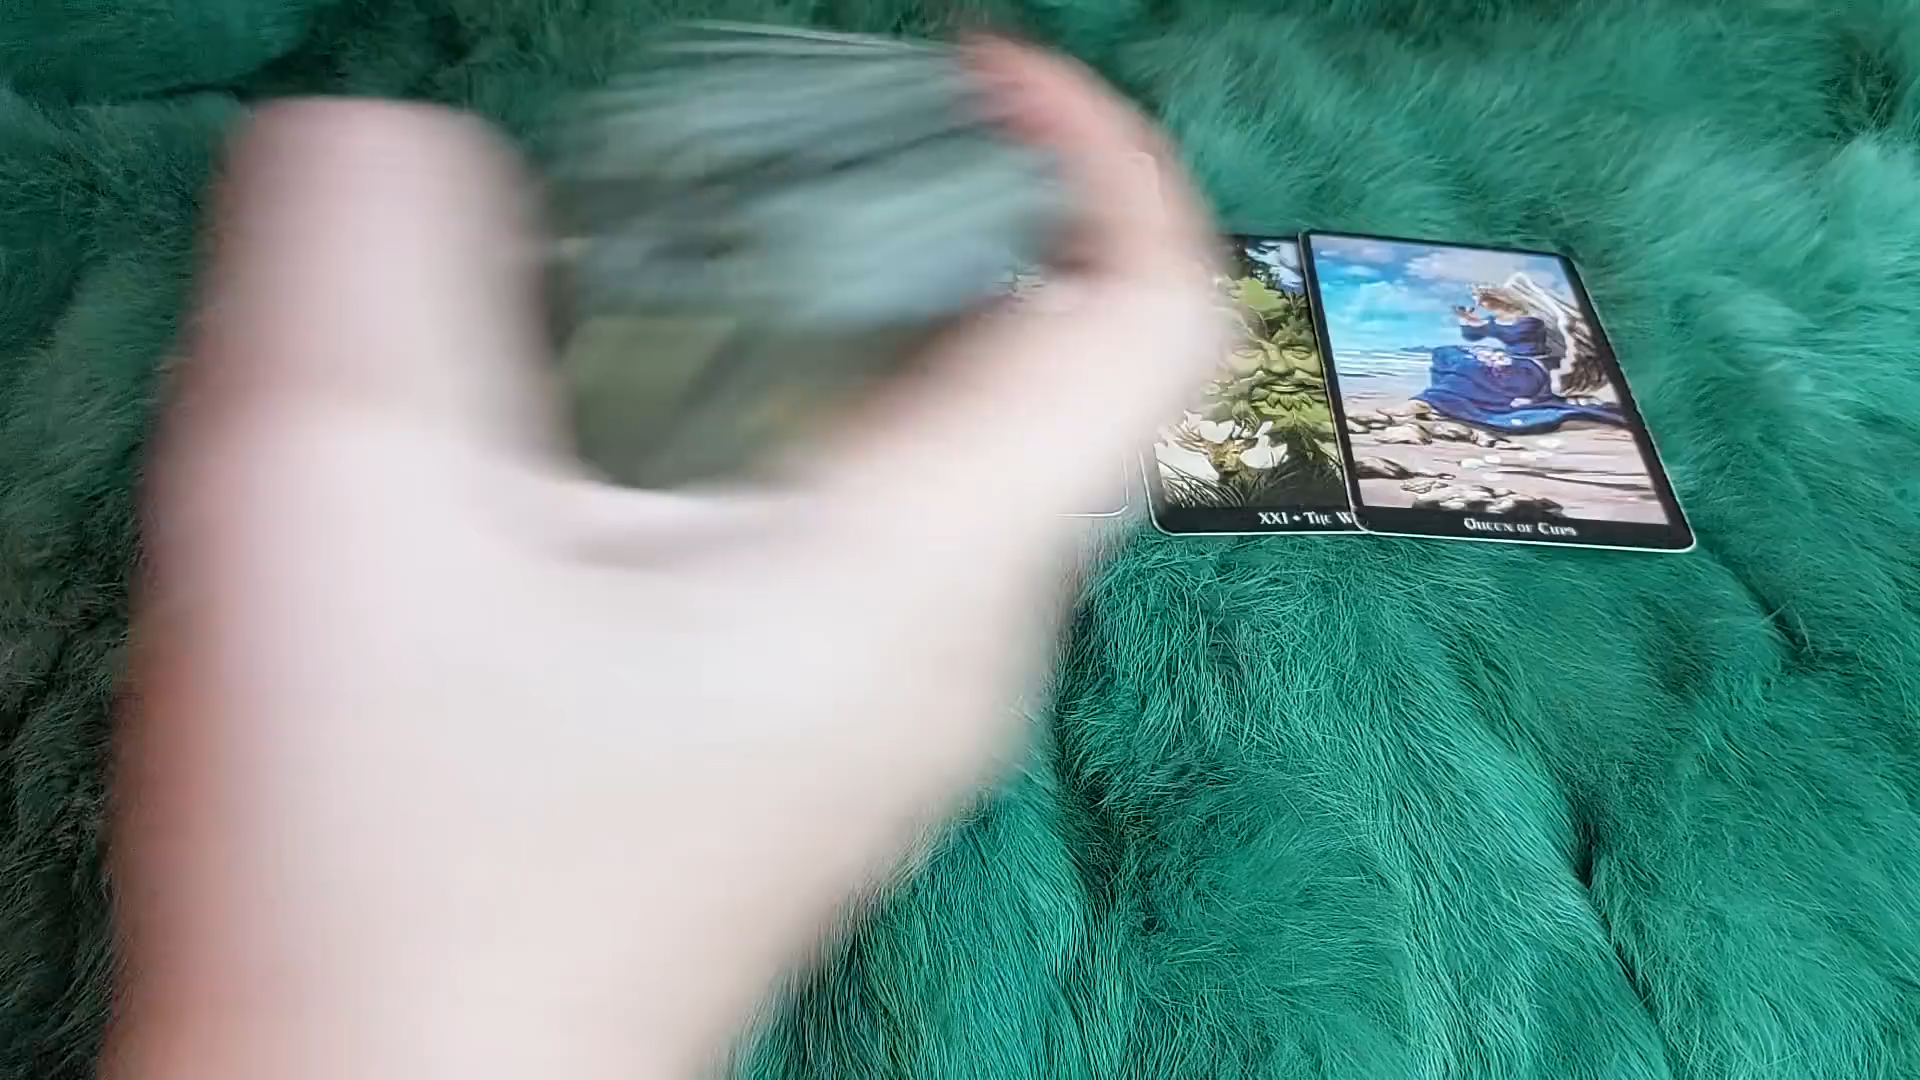 XXI • The W
Queen of Cups